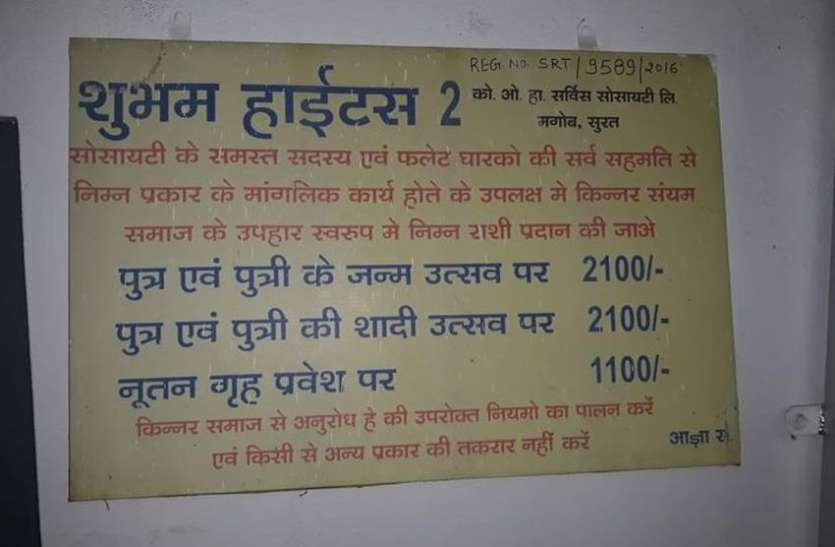 REG. NO. SRT/9589/2016
शुभम हाईटस 2
को. ओ. हा. सर्विस सोसायटी लि
मगोब, सुरत
सोसायटी के समस्त सदस्य एवं फलेट घारको की सर्व सहमति से
निम्न प्रकार के मांगलिक कार्य होते के उपलक्ष मे किन्नर संयम
समाज के उपहार स्वरुप मे निम्न राशी प्रदान की जाअे
पुत्र एवं पुत्री के जन्म उत्सव पर 2100/-
पुत्र एवं पुत्री की शादी उत्सव पर 2100/-
नूतन गृह प्रवेश पर 1100/-
किन्नर समाज से अनुरोध हे की उपरोक्त नियमो का पालन करें
एवं किसी से अन्य प्रकार की तकरार नहीं करें
आज्ञा से